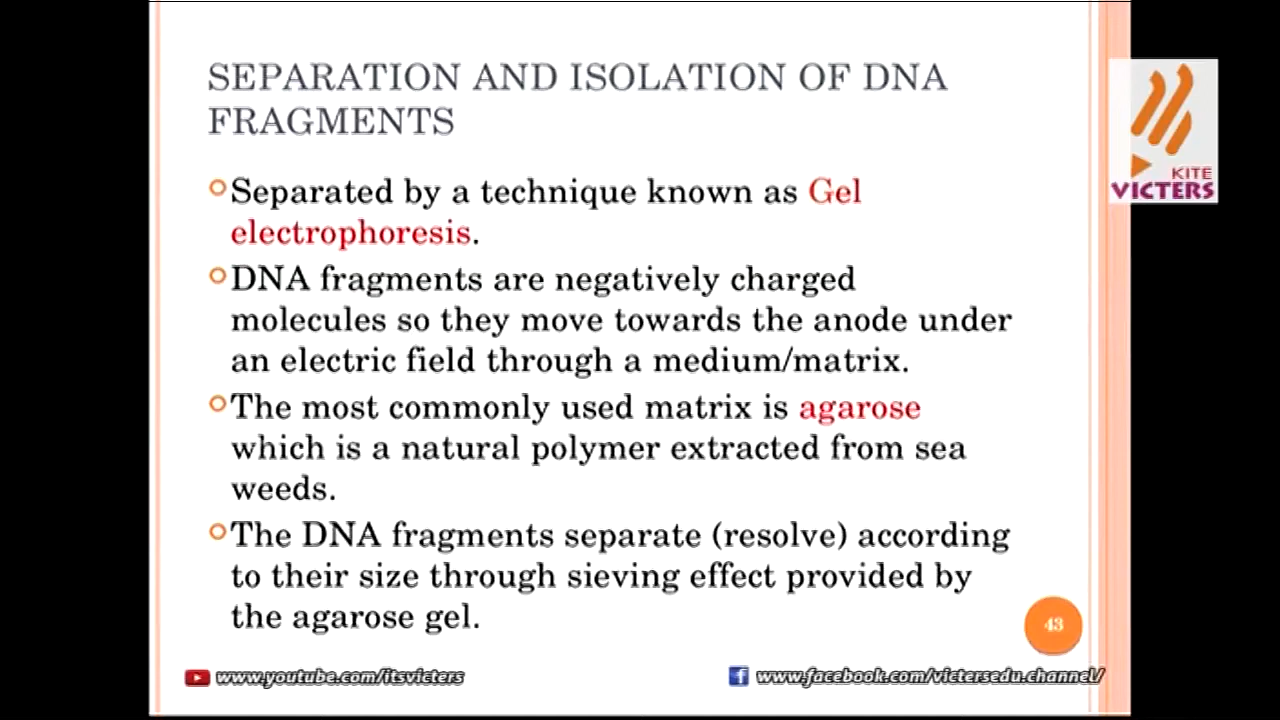 SEPARATION AND ISOLATION OF DNA
FRAGMENTS
Separated by a technique known as Gel
electrophoresis.
DNA fragments are negatively charged
molecules so they move towards the anode under
an electric field through a medium/matrix.
The most commonly used matrix is agarose
which is a natural polymer extracted from sea
weeds.
The DNA fragments separate (resolve) according
to their size through sieving effect provided by
the agarose gel.
43
KITE
VICTERS
www.youtube.com/itsvicters
www.facebook.com/victersedu.channel/